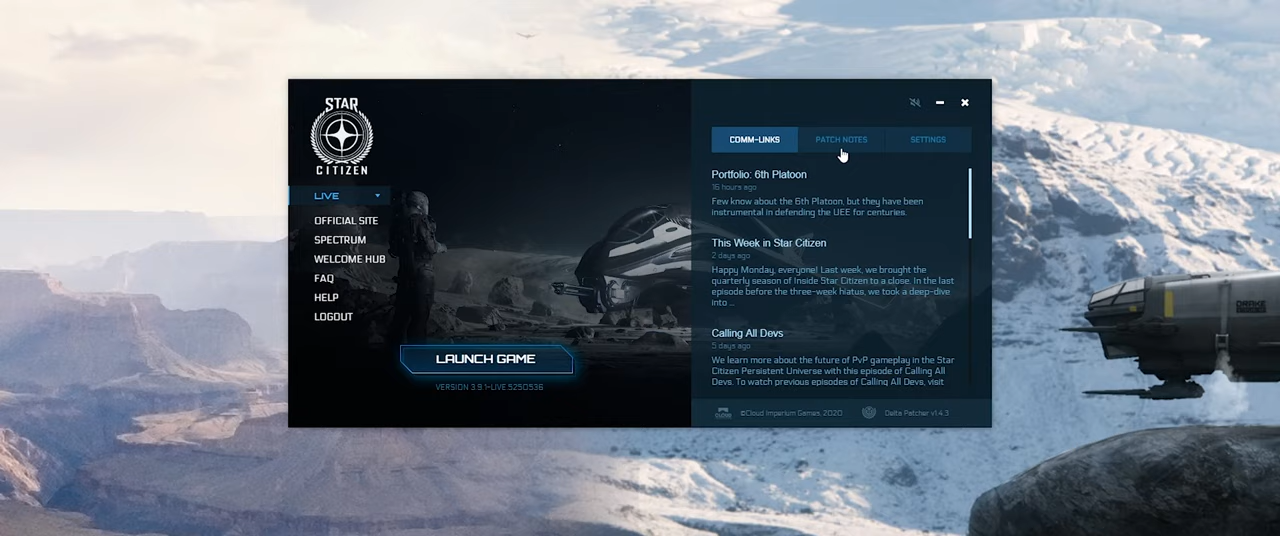 STAR
CITIZEN
LIVE
OFFICIAL SITE
SPECTRUM
WELCOME HUB
FAQ
HELP
LOGOUT
LAUNCH GAME
VERSION 3.9.1-LIVE 5290536
COMM-LINKS
PATCH NOTES
SETTINGS
Portfolio: 6th Platoon
16 hours ago
Few know about the 6th Platoon, but they have been
instrumental in defending the UEE for centuries.
This Week in Star Citizen
2 days ago
Happy Monday, everyone! Last week, we brought the
quarterly season of Inside Star Citizen to a close. In the last
episode before the three-week hiatus, we took a deep-dive
into ...
Calling All Devs
5 days ago
We learn more about the future of PvP gameplay in the Star
Citizen Persistent Universe with this episode of Calling All
Devs. To watch previous episodes of Calling All Devs, visit
©Cloud Imperium Games, 2020
Delta Patcher v1.4.3
DRAKE